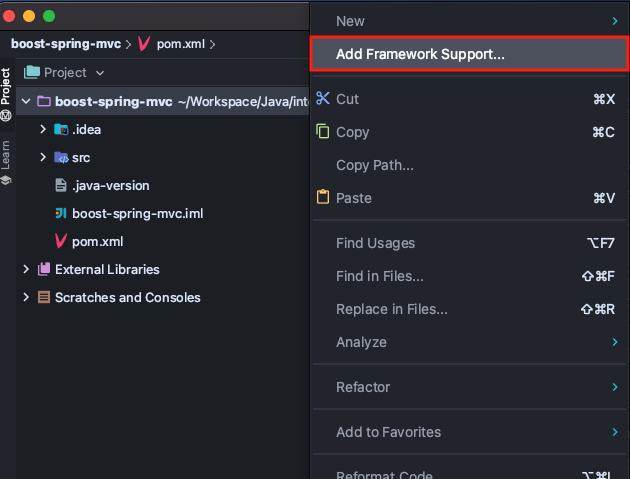 boost-spring-mvc
pom.xml
Project
Learn
Project
boost-spring-mvc ~/Workspace/Java/int
.idea
src
.java-version
boost-spring-mvc.iml
pom.xml
External Libraries
Scratches and Consoles
New
Add Framework Support...
Cut ⌘X
Copy ⌘C
Copy Path...
Paste ⌘V
Find Usages ⌥F7
Find in Files... ⇧⌘F
Replace in Files... ⇧⌘R
Analyze
Refactor
Add to Favorites
Reformat Code ⌥⌘L